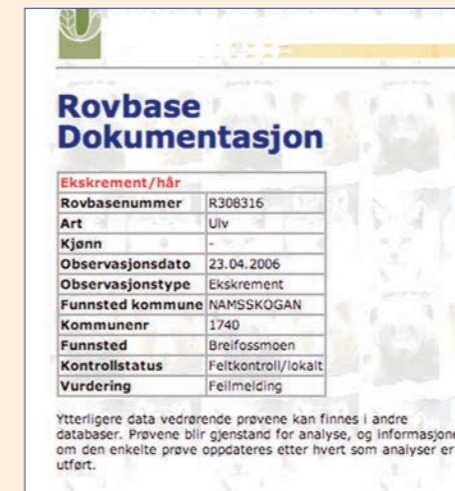 Rovbase
Dokumentasjon
Ekskrement/hår
Rovbasenummer R308316
Art Ulv
Kjønn -
Observasjonsdato 23.04.2006
Observasjonstype Ekskrement
Funnsted kommune NAMSSKOGAN
Kommunenr 1740
Funnsted Breifossmoen
Kontrollstatus Feltkontroll/lokalt
Vurdering Feilmelding
Ytterligere data vedrørende prøvene kan finnes i andre
databaser. Prøvene blir gjenstand for analyse, og informasjone
om den enkelte prøve oppdateres etter hvert som analyser er
utført.